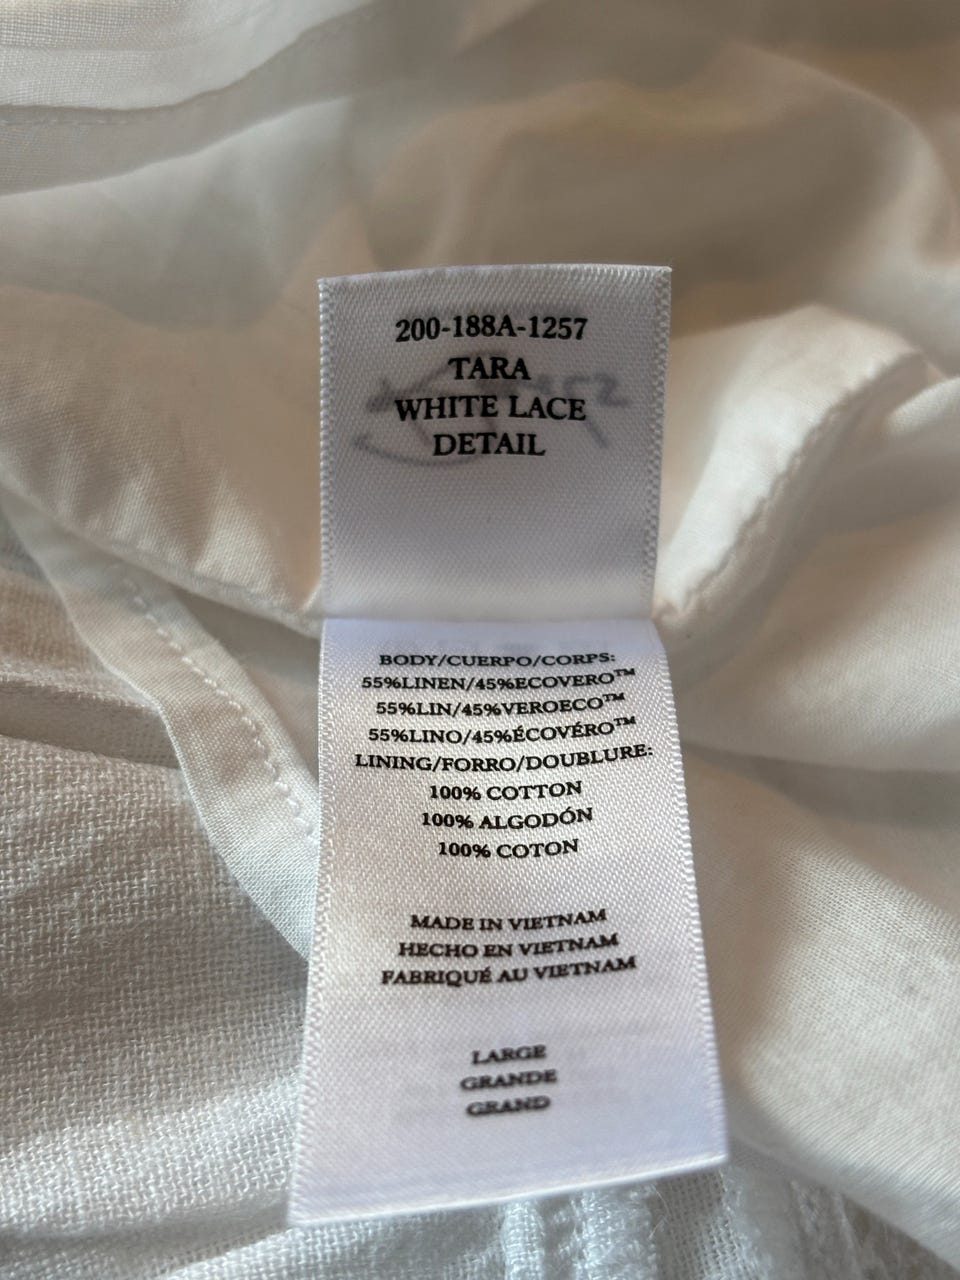 200-188A-1257
TARA
WHITE LACE
DETAIL
BODY/CUERPO/CORPS:
55%LINEN/45%ECOVERO™
55%LIN/45%VEROECO™
55%LINO/45%ÉCOVÉRO™
LINING/FORRO/DOUBLURE:
100% COTTON
100% ALGODÓN
100% COTON
MADE IN VIETNAM
HECHO EN VIETNAM
FABRIQUÉ AU VIETNAM
LARGE
GRANDE
GRAND